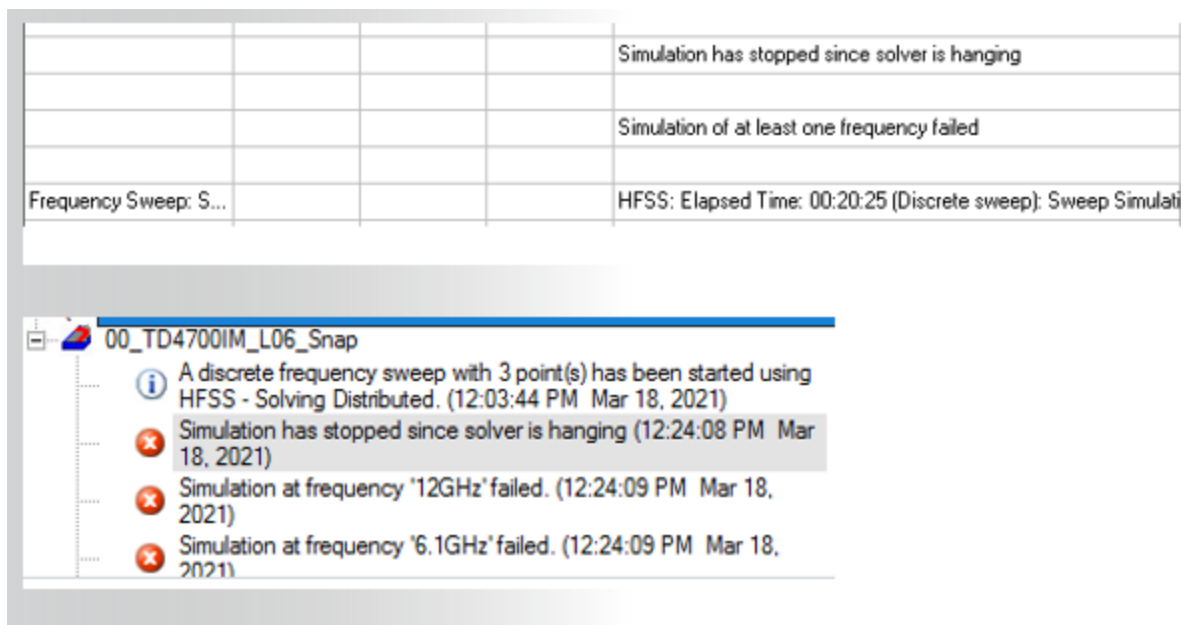 Simulation has stopped since solver is hanging
Simulation of at least one frequency failed
Frequency Sweep: S... HFSS: Elapsed Time: 00:20:25 (Discrete sweep): Sweep Simulati
00_TD4700IM_L06_Snap
A discrete frequency sweep with 3 point(s) has been started using
HFSS - Solving Distributed. (12:03:44 PM Mar 18, 2021)
Simulation has stopped since solver is hanging (12:24:08 PM Mar
18, 2021)
Simulation at frequency '12GHz' failed. (12:24:09 PM Mar 18,
2021)
Simulation at frequency '6.1GHz' failed. (12:24:09 PM Mar 18,
2021)